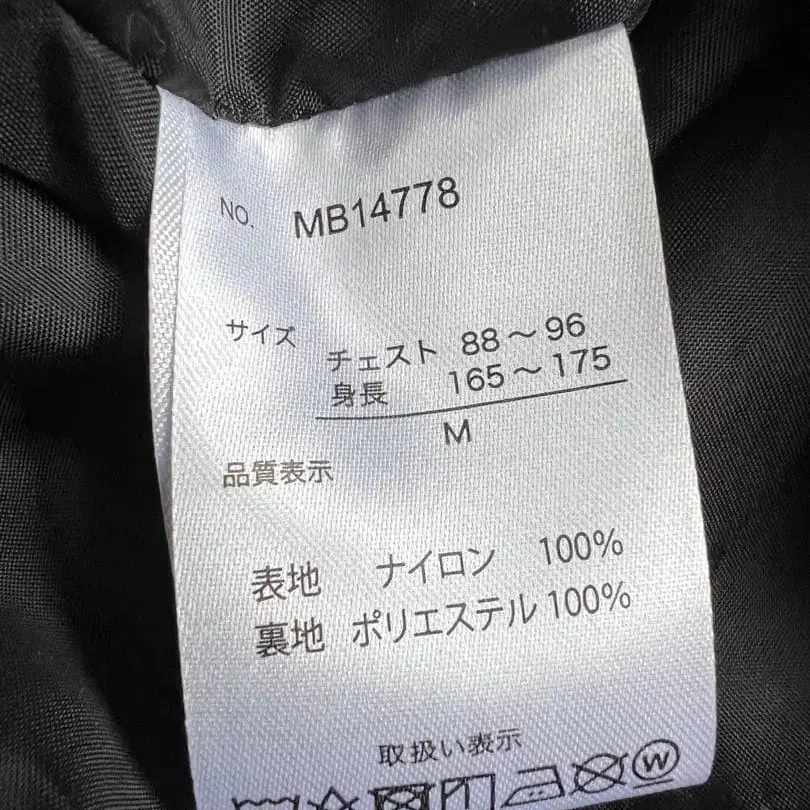 NO. MB14778
サイズ チェスト 88～96
身長 165～175
M
品質表示
表地 ナイロン 100%
裏地 ポリエステル 100%
取扱い表示
W